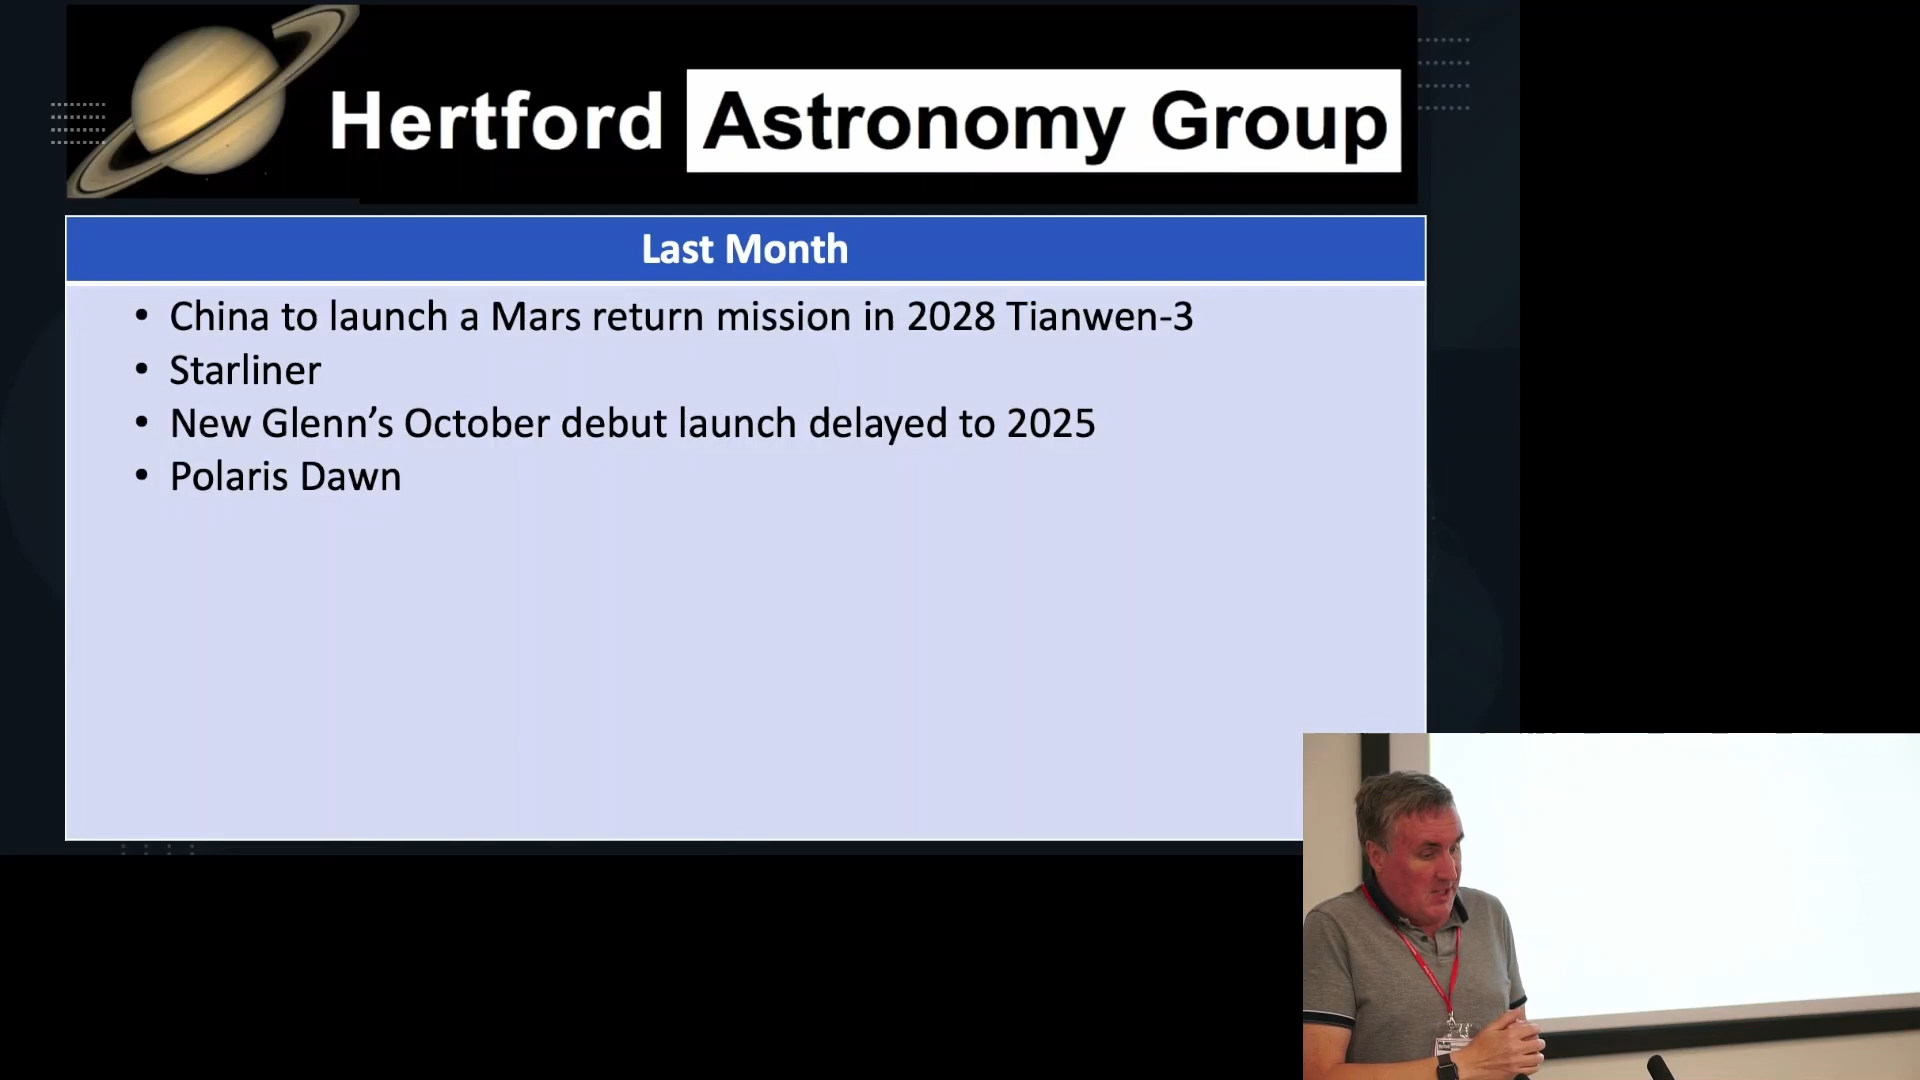 Hertford Astronomy Group
Last Month
• China to launch a Mars return mission in 2028 Tianwen-3
• Starliner
• New Glenn’s October debut launch delayed to 2025
• Polaris Dawn